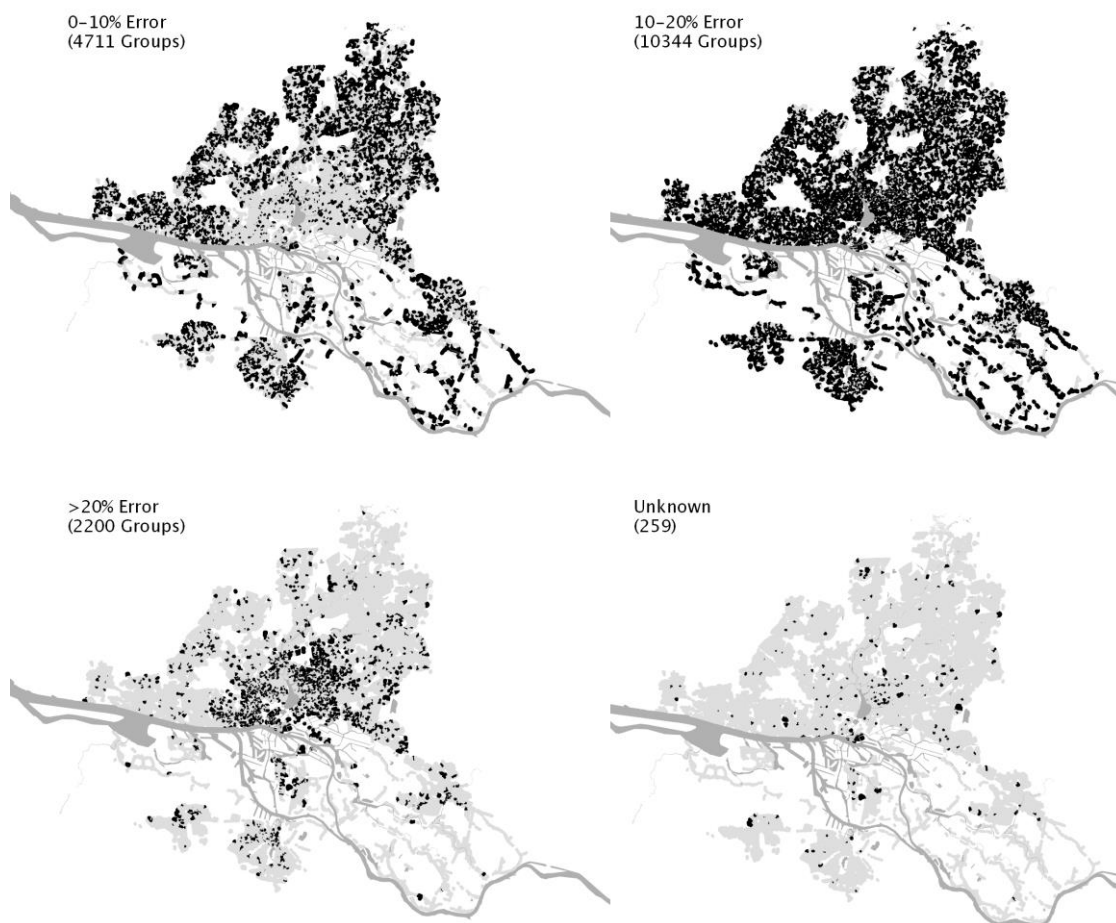 0–10% Error
(4711 Groups)
10–20% Error
(10344 Groups)
>20% Error
(2200 Groups)
Unknown
(259)